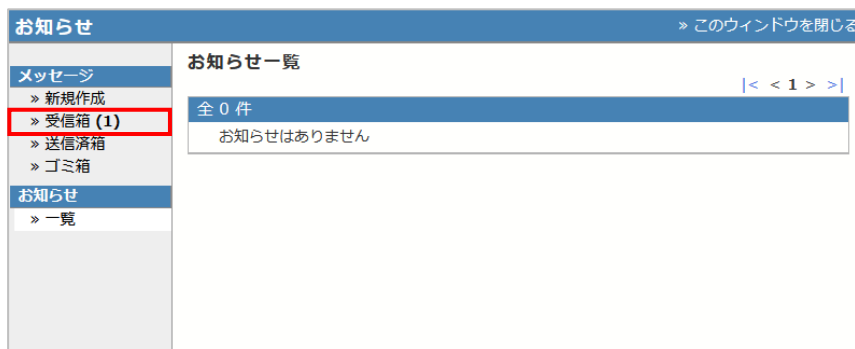 お知らせ
» このウィンドウを閉じる
メッセージ
» 新規作成
» 受信箱 (1)
» 送信済箱
» ゴミ箱
お知らせ
» 一覧
お知らせ一覧
|< < 1 > >|
全 0 件
お知らせはありません